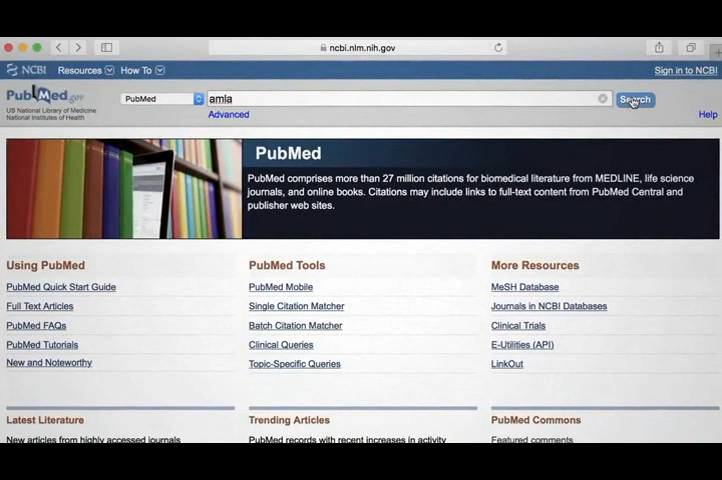 ncbi.nlm.nih.gov
NCBI Resources How To Sign in to NCBI
PubMed.gov
US National Library of Medicine
National Institutes of Health
PubMed amla Search
Advanced Help
PubMed
PubMed comprises more than 27 million citations for biomedical literature from MEDLINE, life science
journals, and online books. Citations may include links to full-text content from PubMed Central and
publisher web sites.
Using PubMed
PubMed Quick Start Guide
Full Text Articles
PubMed FAQs
PubMed Tutorials
New and Noteworthy
PubMed Tools
PubMed Mobile
Single Citation Matcher
Batch Citation Matcher
Clinical Queries
Topic-Specific Queries
More Resources
MeSH Database
Journals in NCBI Databases
Clinical Trials
E-Utilities (API)
LinkOut
Latest Literature
New articles from highly accessed journals
Trending Articles
PubMed records with recent increases in activity
PubMed Commons
Featured comments